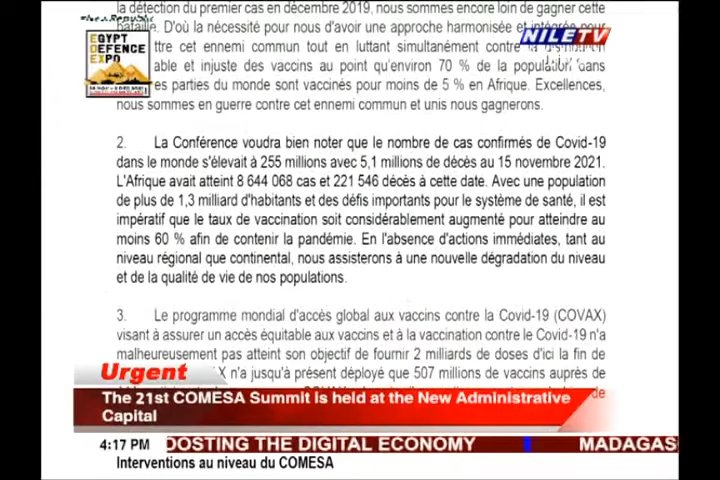 la détection du premier cas en décembre 2019, nous sommes encore loin de gagner cette
bataille. D'où la nécessité pour nous d'avoir une approche harmonisée et intégrée pour
ttre cet ennemi commun tout en luttant simultanément contre la distribution
able et injuste des vaccins au point qu'environ 70 % de la population dans
es parties du monde sont vaccinés pour moins de 5 % en Afrique. Excellences,
nous sommes en guerre contre cet ennemi commun et unis nous gagnerons.
NILE TV
EGYPT
DEFENCE
EXPO
2. La Conférence voudra bien noter que le nombre de cas confirmés de Covid-19
dans le monde s'élevait à 255 millions avec 5,1 millions de décès au 15 novembre 2021.
L'Afrique avait atteint 8 644 068 cas et 221 546 décès à cette date. Avec une population
de plus de 1,3 milliard d'habitants et des défis importants pour le système de santé, il est
impératif que le taux de vaccination soit considérablement augmenté pour atteindre au
moins 60 % afin de contenir la pandémie. En l'absence d'actions immédiates, tant au
niveau régional que continental, nous assisterons à une nouvelle dégradation du niveau
et de la qualité de vie de nos populations.
3. Le programme mondial d'accès global aux vaccins contre la Covid-19 (COVAX)
visant à assurer un accès équitable aux vaccins et à la vaccination contre le Covid-19 n'a
malheureusement pas atteint son objectif de fournir 2 milliards de doses d'ici la fin de
X n'a jusqu'à présent déployé que 507 millions de vaccins auprès de
de
Urgent
The 21st COMESA Summit is held at the New Administrative
Capital
4:17 PM OOSTING THE DIGITAL ECONOMY MADAGAS
Interventions au niveau du COMESA